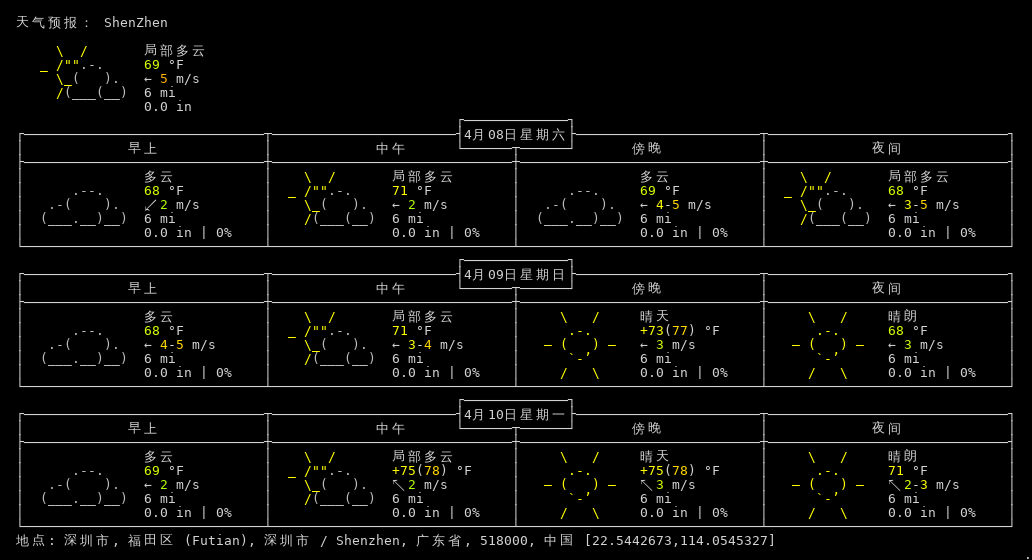 天气预报： ShenZhen
局部多云
69 °F
← 5 m/s
6 mi
0.0 in
4月08日星期六
早上 中午 傍晚 夜间
多云 局部多云 多云 局部多云
68 °F 71 °F 69 °F 68 °F
↙ 2 m/s ← 2 m/s ← 4-5 m/s ← 3-5 m/s
6 mi 6 mi 6 mi 6 mi
0.0 in | 0% 0.0 in | 0% 0.0 in | 0% 0.0 in | 0%
4月09日星期日
早上 中午 傍晚 夜间
多云 局部多云 晴天 晴朗
68 °F 71 °F +73(77) °F 68 °F
← 4-5 m/s ← 3-4 m/s ← 3 m/s ← 3 m/s
6 mi 6 mi 6 mi 6 mi
0.0 in | 0% 0.0 in | 0% 0.0 in | 0% 0.0 in | 0%
4月10日星期一
早上 中午 傍晚 夜间
多云 局部多云 晴天 晴朗
69 °F +75(78) °F +75(78) °F 71 °F
← 2 m/s ↖ 2 m/s ↖ 3 m/s ↖ 2-3 m/s
6 mi 6 mi 6 mi 6 mi
0.0 in | 0% 0.0 in | 0% 0.0 in | 0% 0.0 in | 0%
地点: 深圳市, 福田区 (Futian), 深圳市 / Shenzhen, 广东省, 518000, 中国 [22.5442673,114.0545327]